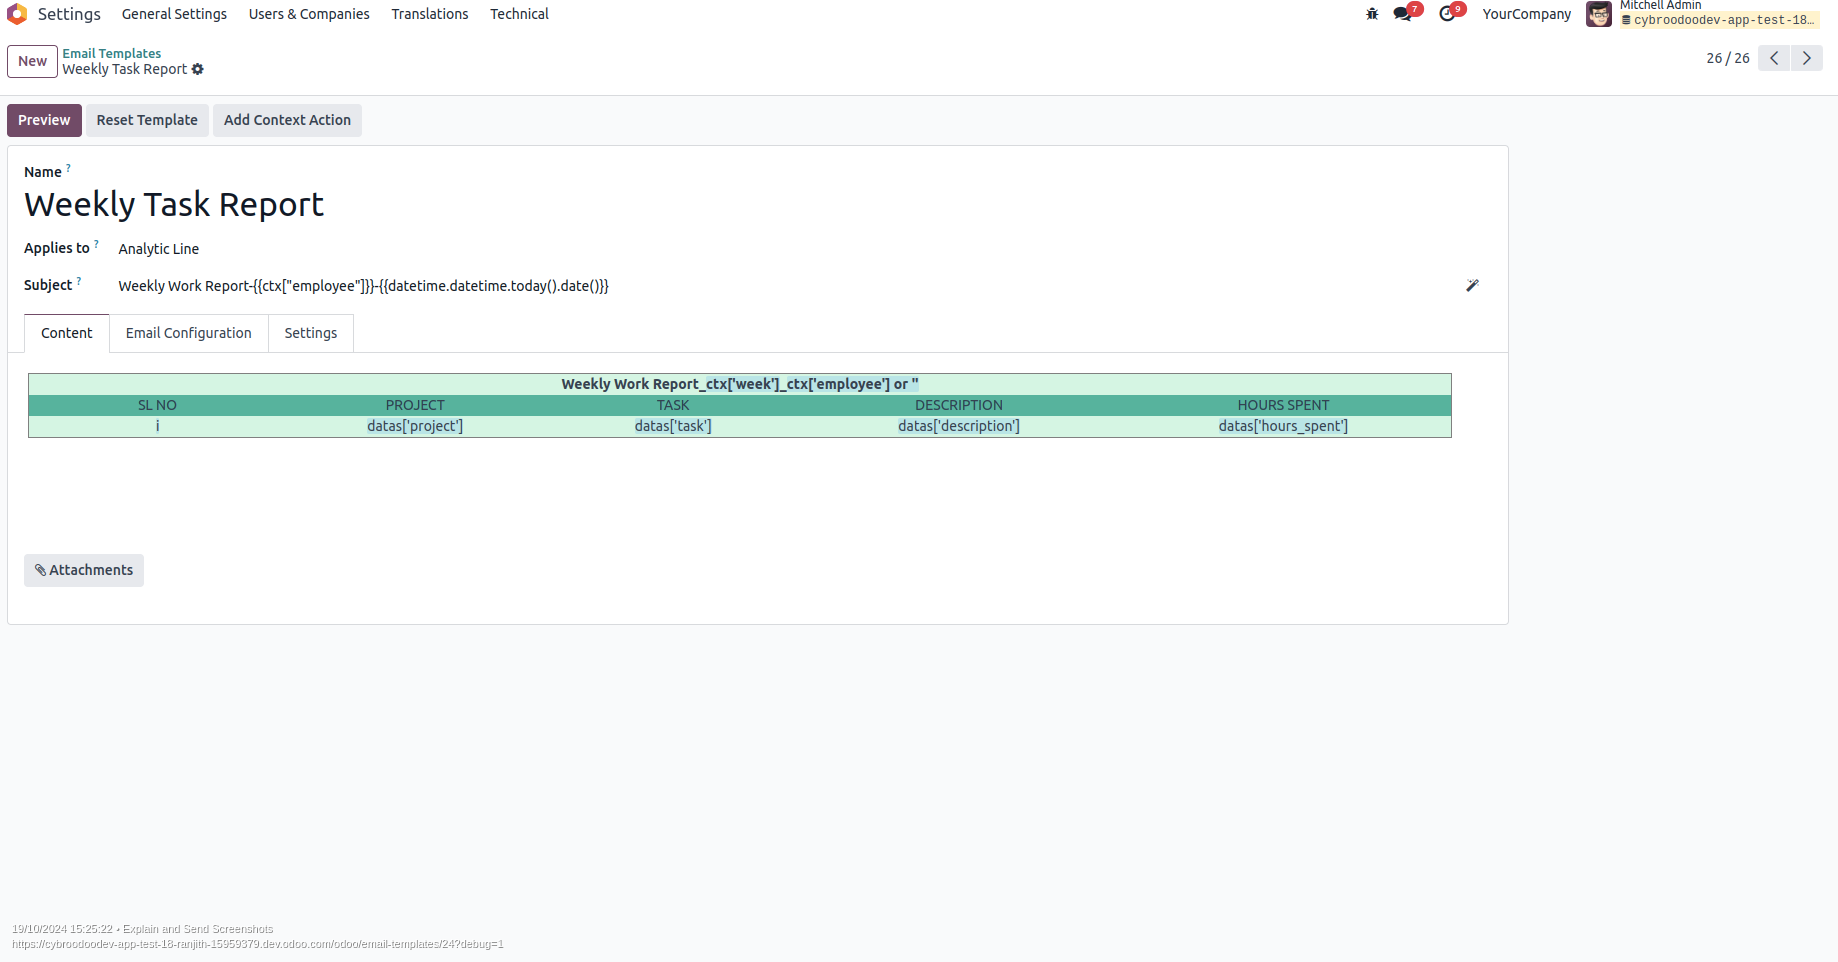 Settings General Settings Users & Companies Translations Technical 7 9 YourCompany Mitchell Admin
cybroodoodev-app-test-18...
New Email Templates
Weekly Task Report 26 / 26
Preview Reset Template Add Context Action
Name ?
Weekly Task Report
Applies to ? Analytic Line
Subject ? Weekly Work Report-{{ctx["employee"]}}-{{datetime.datetime.today().date()}}
Content Email Configuration Settings
Weekly Work Report_ctx['week']_ctx['employee'] or ''
SL NO PROJECT TASK DESCRIPTION HOURS SPENT
i datas['project'] datas['task'] datas['description'] datas['hours_spent']
Attachments
19/10/2024 15:25:22 • Explain and Send Screenshots
https://cybroodoodev-app-test-18-ranjith-15959379.dev.odoo.com/odoo/email-templates/24?debug=1